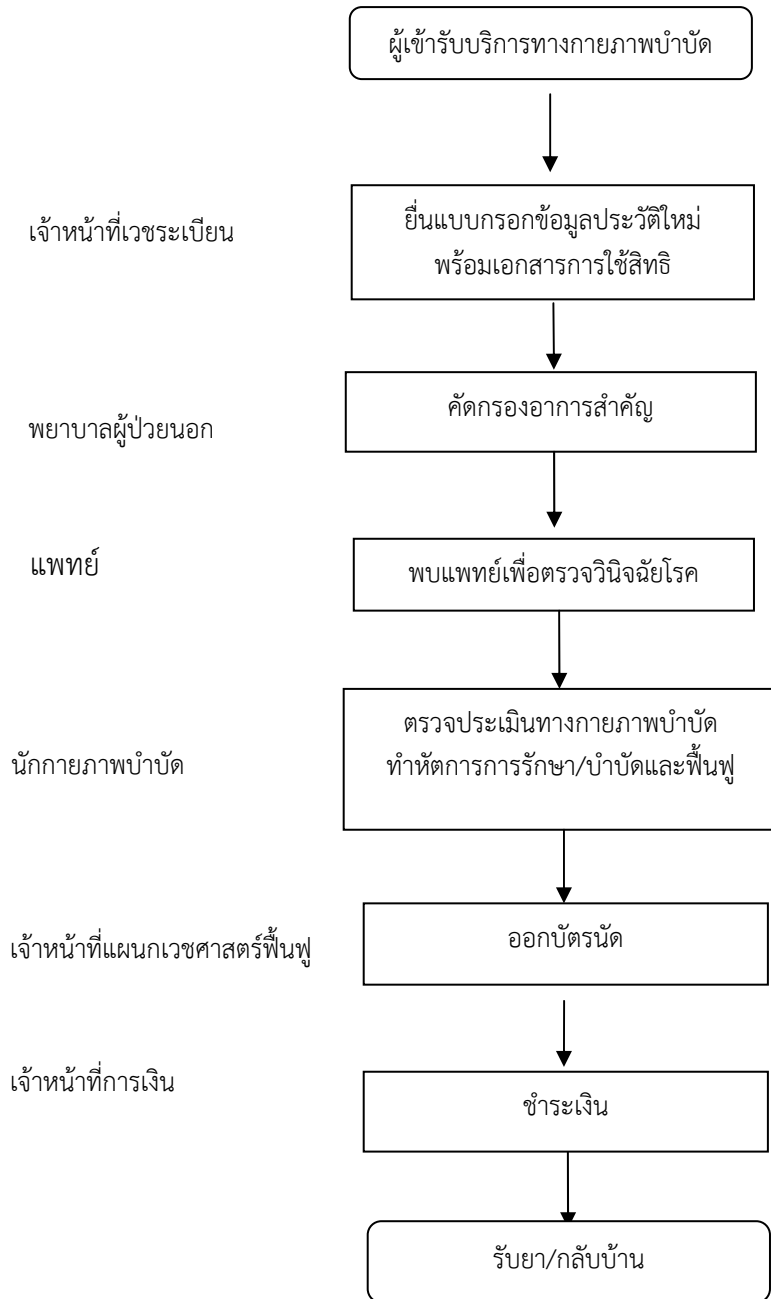 ผู้เข้ารับบริการทางกายภาพบำบัด
เจ้าหน้าที่เวชระเบียน
ยื่นแบบกรอกข้อมูลประวัติใหม่
พร้อมเอกสารการใช้สิทธิ
พยาบาลผู้ป่วยนอก
คัดกรองอาการสำคัญ
แพทย์
พบแพทย์เพื่อตรวจวินิจฉัยโรค
นักกายภาพบำบัด
ตรวจประเมินทางกายภาพบำบัด
ทำหัตการการรักษา/บำบัดและฟื้นฟู
เจ้าหน้าที่แผนกเวชศาสตร์ฟื้นฟู
ออกบัตรนัด
เจ้าหน้าที่การเงิน
ชำระเงิน
รับยา/กลับบ้าน